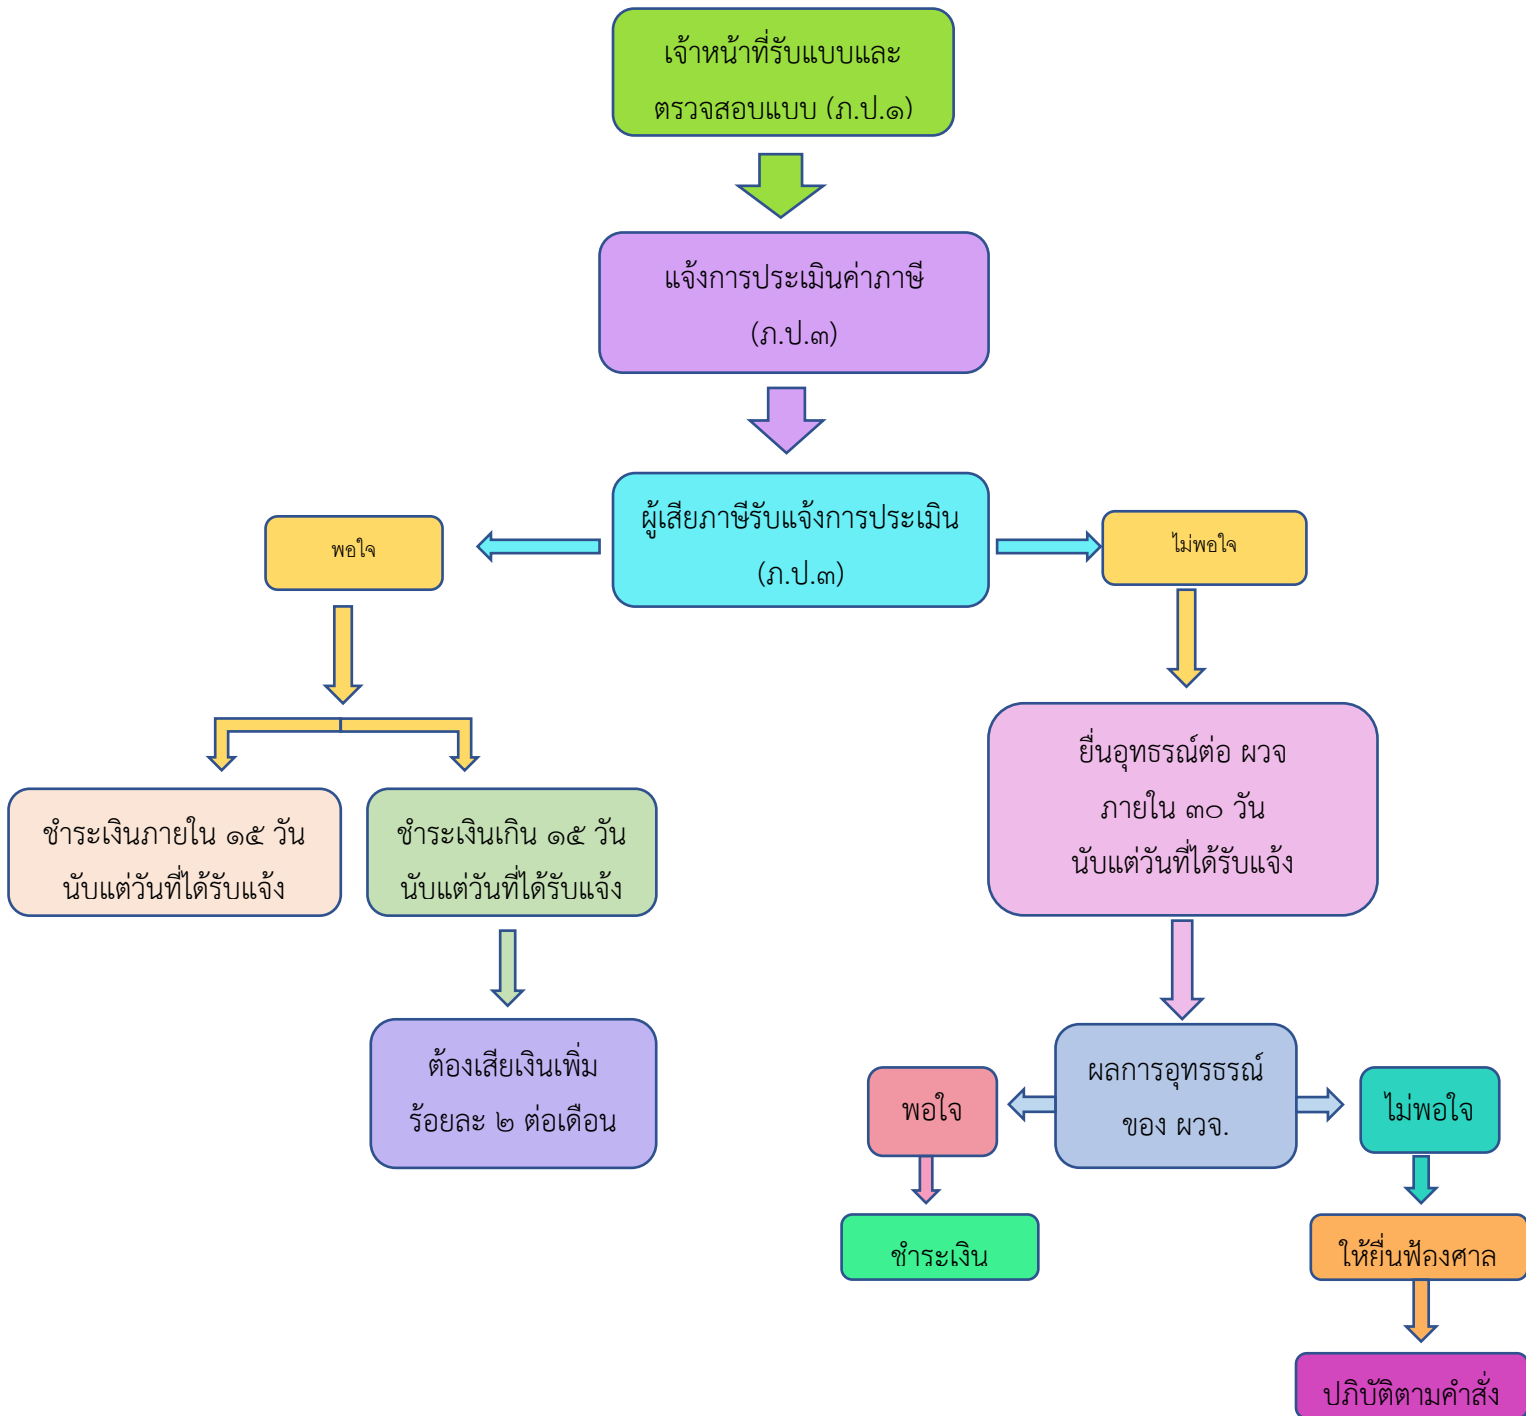 เจ้าหน้าที่รับแบบและ
ตรวจสอบแบบ (ภ.ป.๑)
แจ้งการประเมินค่าภาษี
(ภ.ป.๓)
ผู้เสียภาษีรับแจ้งการประเมิน
(ภ.ป.๓)
พอใจ
ไม่พอใจ
ชำระเงินภายใน ๑๕ วัน
นับแต่วันที่ได้รับแจ้ง
ชำระเงินเกิน ๑๕ วัน
นับแต่วันที่ได้รับแจ้ง
ต้องเสียเงินเพิ่ม
ร้อยละ ๒ ต่อเดือน
ยื่นอุทธรณ์ต่อ ผวจ
ภายใน ๓๐ วัน
นับแต่วันที่ได้รับแจ้ง
ผลการอุทรธรณ์
ของ ผวจ.
พอใจ
ไม่พอใจ
ชำระเงิน
ให้ยื่นฟ้องศาล
ปภิบัติตามคำสั่ง